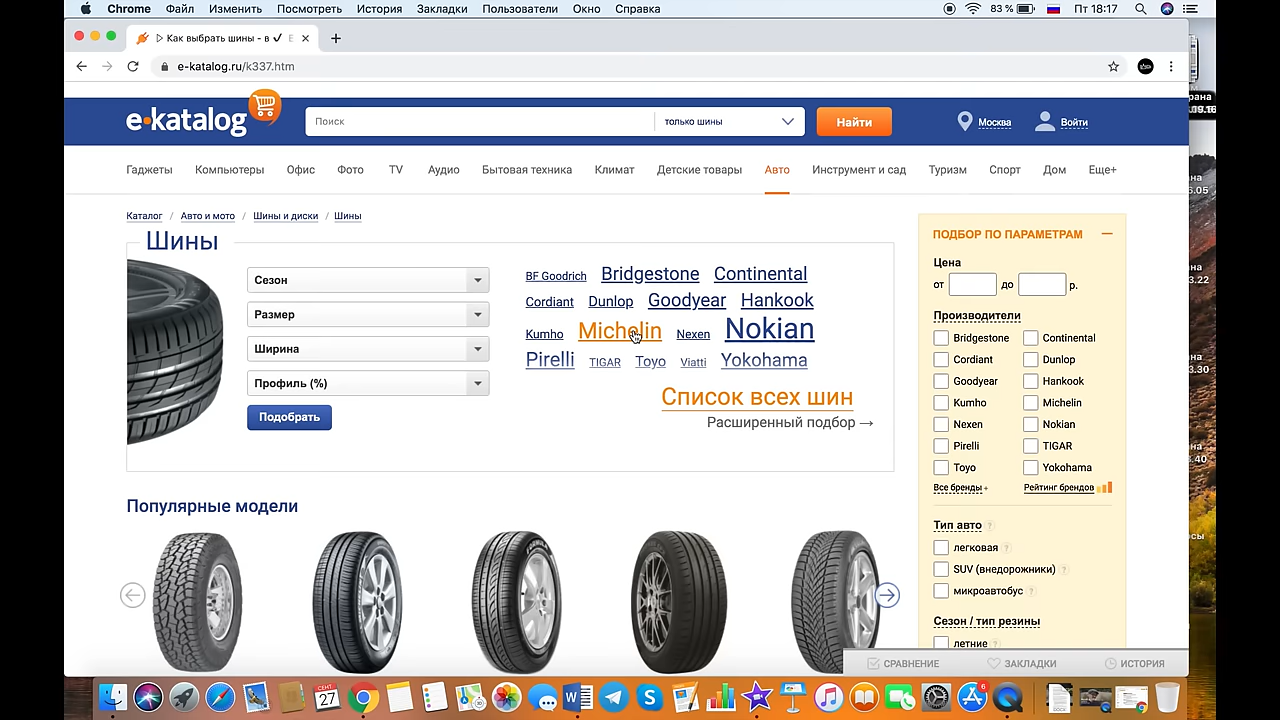 Chrome Файл Изменить Посмотреть История Закладки Пользователи Окно Справка 83 % Пт 18:17
Как выбрать шины - в ✓ Е
e-katalog.ru/k337.htm
e-katalog Поиск только шины Найти Москва Войти
Гаджеты Компьютеры Офис Фото TV Аудио Бытовая техника Климат Детские товары Авто Инструмент и сад Туризм Спорт Дом Еще+
Каталог / Авто и мото / Шины и диски / Шины
Шины
Сезон
Размер
Ширина
Профиль (%)
Подобрать
BF Goodrich Bridgestone Continental
Cordiant Dunlop Goodyear Hankook
Kumho Michelin Nexen Nokian
Pirelli TIGAR Toyo Viatti Yokohama
Список всех шин
Расширенный подбор →
Популярные модели
ПОДБОР ПО ПАРАМЕТРАМ
Цена
от до р.
Производители
Bridgestone Continental
Cordiant Dunlop
Goodyear Hankook
Kumho Michelin
Nexen Nokian
Pirelli TIGAR
Toyo Yokohama
Все бренды+ Рейтинг брендов
Тип авто ?
легковая ?
SUV (внедорожники) ?
микроавтобус ?
Сезон / тип резины
летние ?
СРАВНЕНИЕ ЗАКЛАДКИ ИСТОРИЯ